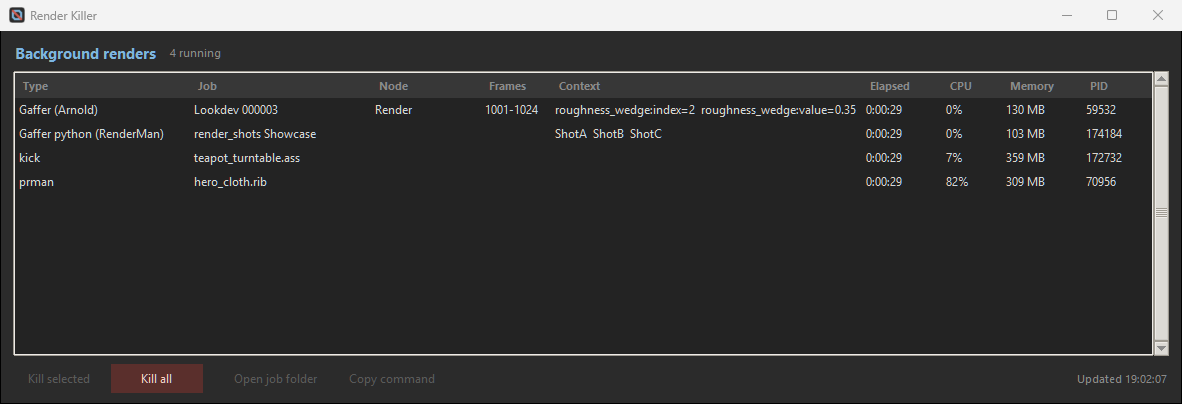 Render Killer
Background renders 4 running
Type Job Node Frames Context Elapsed CPU Memory PID
Gaffer (Arnold) Lookdev 000003 Render 1001-1024 roughness_wedge:index=2 roughness_wedge:value=0.35 0:00:29 0% 130 MB 59532
Gaffer python (RenderMan) render_shots Showcase ShotA ShotB ShotC 0:00:29 0% 103 MB 174184
kick teapot_turntable.ass 0:00:29 7% 359 MB 172732
prman hero_cloth.rib 0:00:29 82% 309 MB 70956
Kill selected Kill all Open job folder Copy command Updated 19:02:07